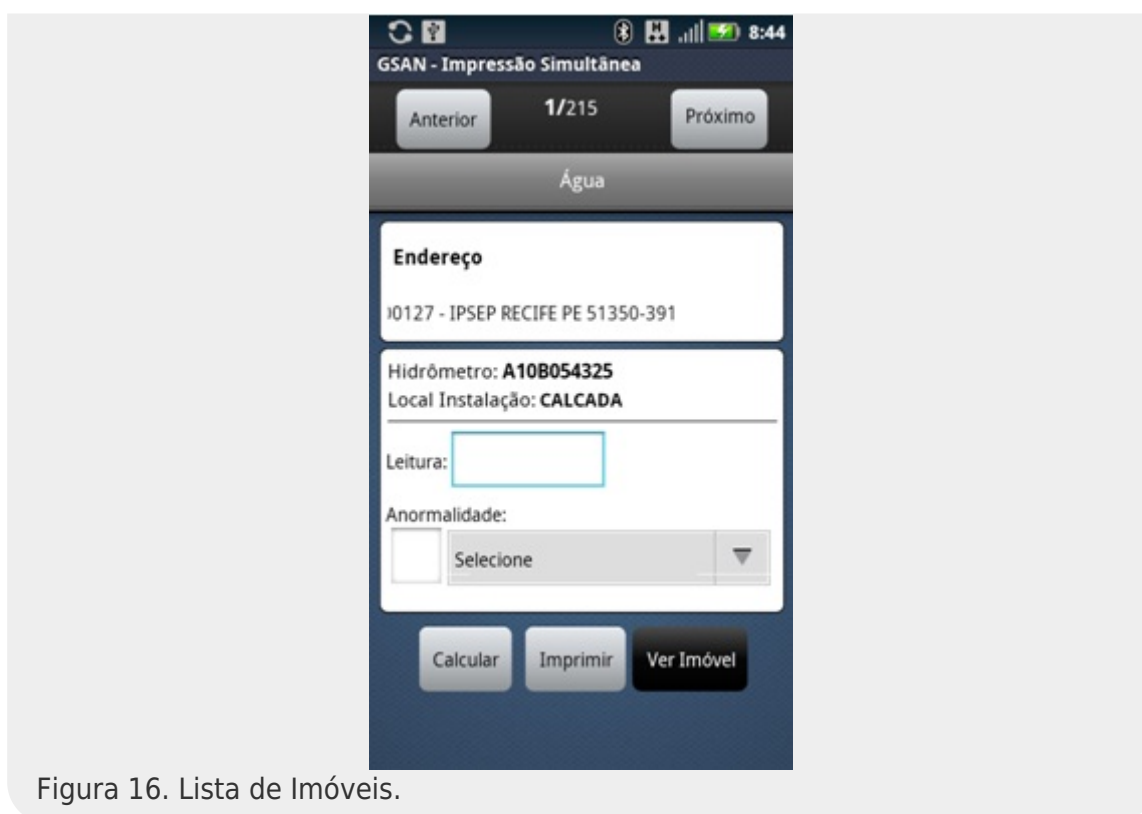 8:44
GSAN - Impressão Simultânea
Anterior 1/215 Próximo
Água
Endereço
00127 - IPSEP RECIFE PE 51350-391
Hidrômetro: A10B054325
Local Instalação: CALCADA
Leitura:
Anormalidade:
Selecione
Calcular Imprimir Ver Imóvel
Figura 16. Lista de Imóveis.